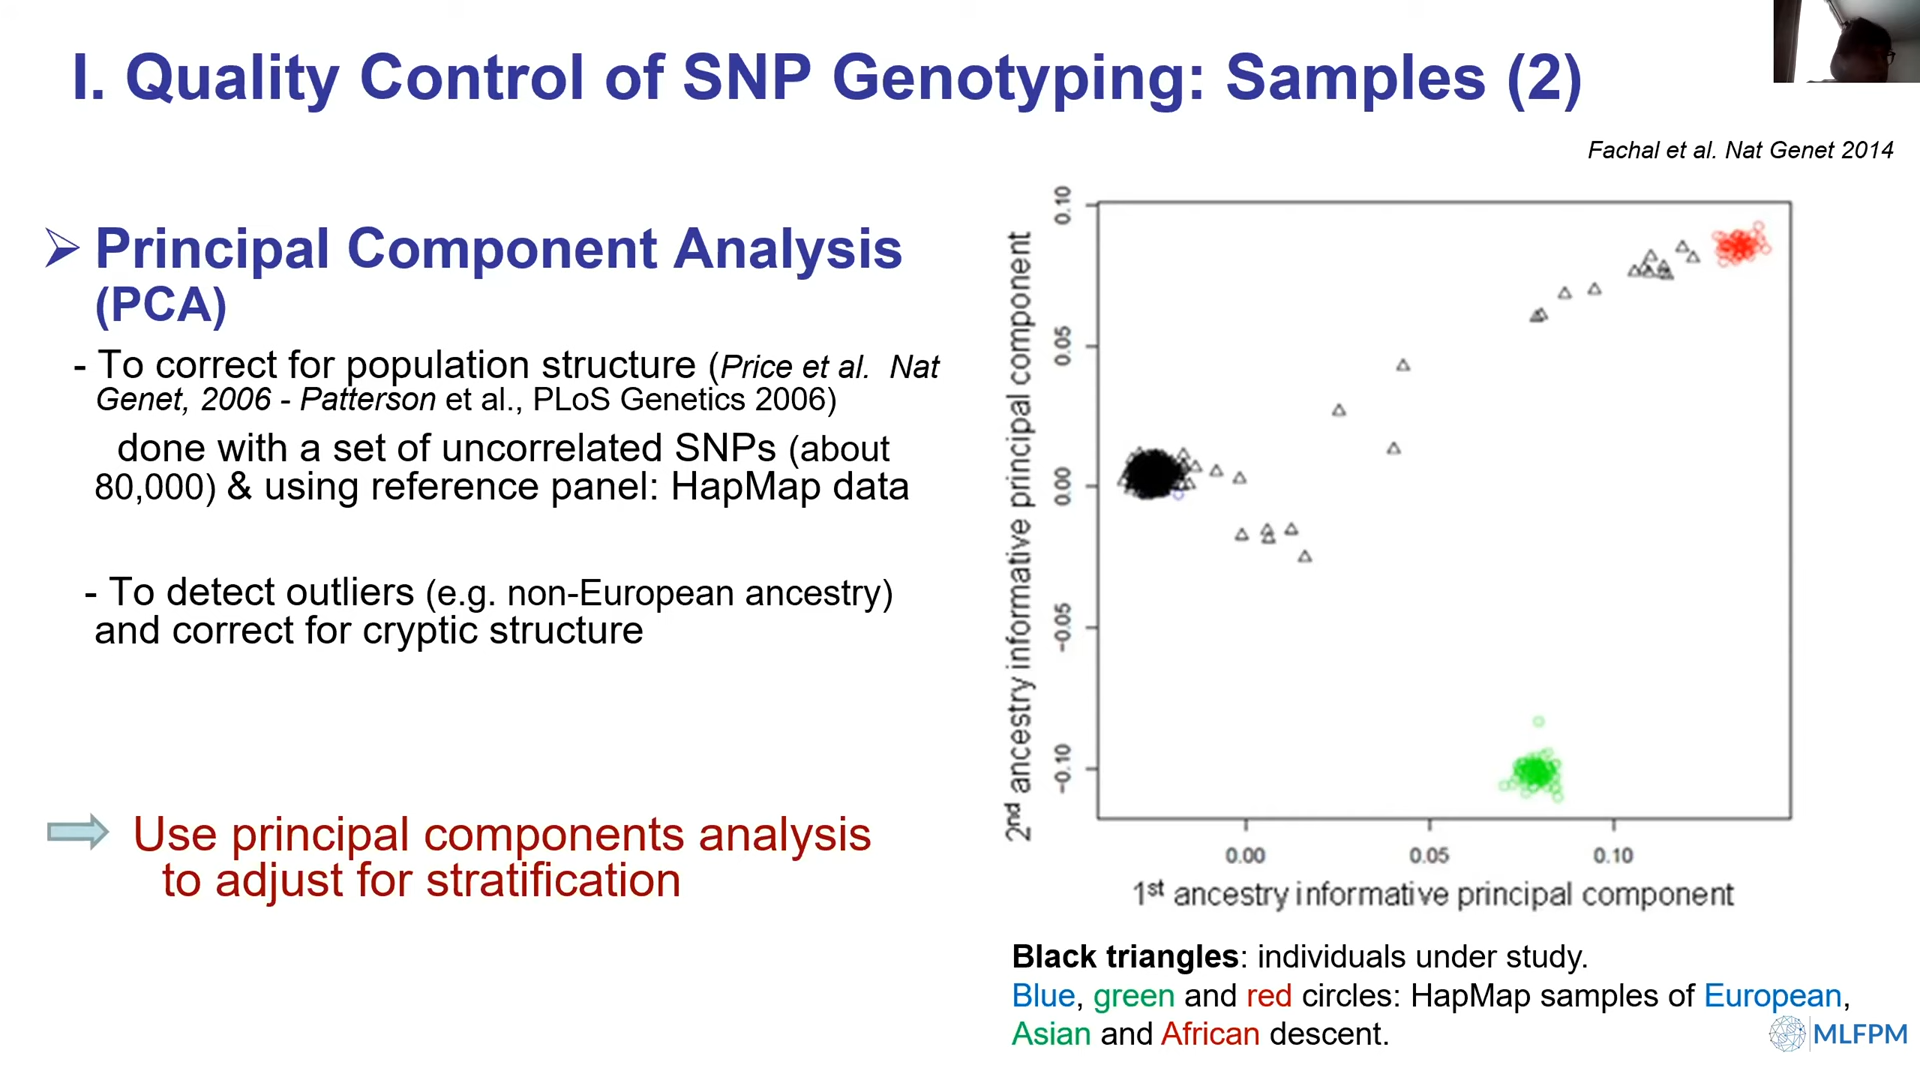 I. Quality Control of SNP Genotyping: Samples (2)
Fachal et al. Nat Genet 2014
➢ Principal Component Analysis
(PCA)
- To correct for population structure (Price et al. Nat
Genet, 2006 - Patterson et al., PLoS Genetics 2006)
done with a set of uncorrelated SNPs (about
80,000) & using reference panel: HapMap data
- To detect outliers (e.g. non-European ancestry)
and correct for cryptic structure
Use principal components analysis
to adjust for stratification
2nd ancestry informative principal component
0.10
0.05
0.00
-0.05
-0.10
0.00 0.05 0.10
1st ancestry informative principal component
Black triangles: individuals under study.
Blue, green and red circles: HapMap samples of European,
Asian and African descent.
MLFPM